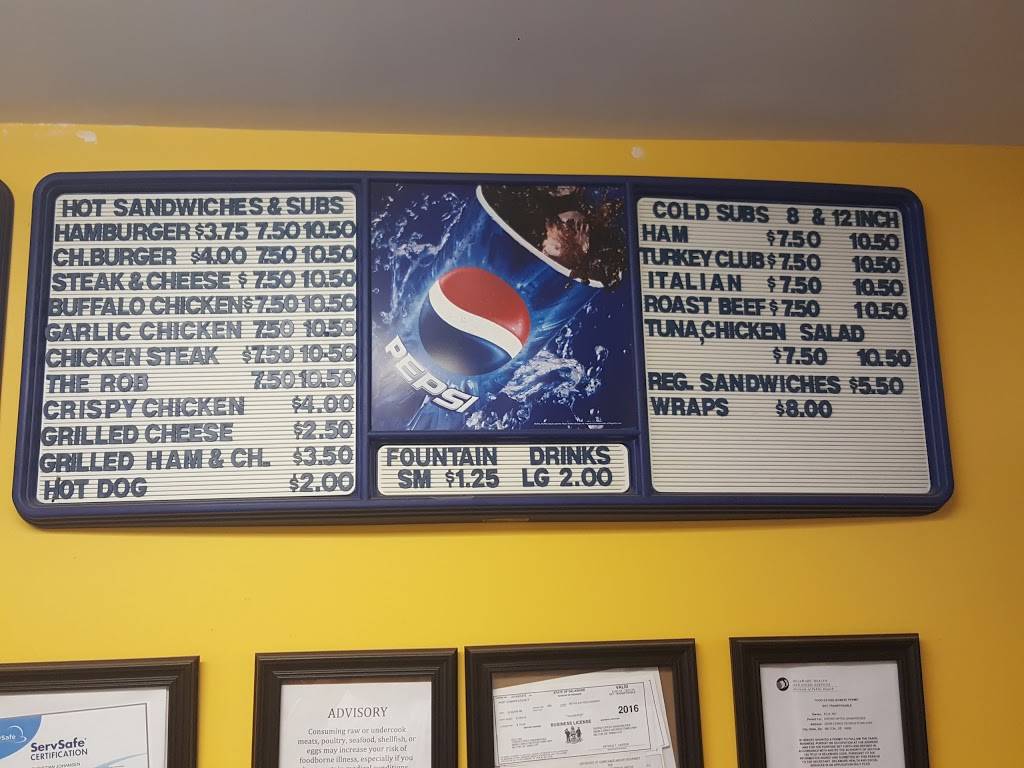 HOT SANDWICHES & SUBS
HAMBURGER $3.75 7.50 10.50
CH.BURGER $4.00 7.50 10.50
STEAK & CHEESE $ 7.50 10.50
BUFFALO CHICKEN $7.50 10.50
GARLIC CHICKEN 7.50 10.50
CHICKEN STEAK $7.50 10.50
THE ROB 7.50 10.50
CRISPY CHICKEN $4.00
GRILLED CHEESE $2.50
GRILLED HAM & CH. $3.50
HOT DOG $2.00
PEPSI
FOUNTAIN DRINKS
SM $1.25 LG 2.00
COLD SUBS 8 & 12 INCH
HAM $7.50 10.50
TURKEY CLUB $7.50 10.50
ITALIAN $7.50 10.50
ROAST BEEF $7.50 10.50
TUNA,CHICKEN SALAD
$7.50 10.50
REG. SANDWICHES $5.50
WRAPS $8.00
ServSafe
CERTIFICATION
ADVISORY
Consuming raw or undercook
meats, poultry, seafood, shellfish, or
eggs may increase your risk of
foodborne illness, especially if you
STATE OF DELAWARE
VALID
2016
BUSINESS LICENSE